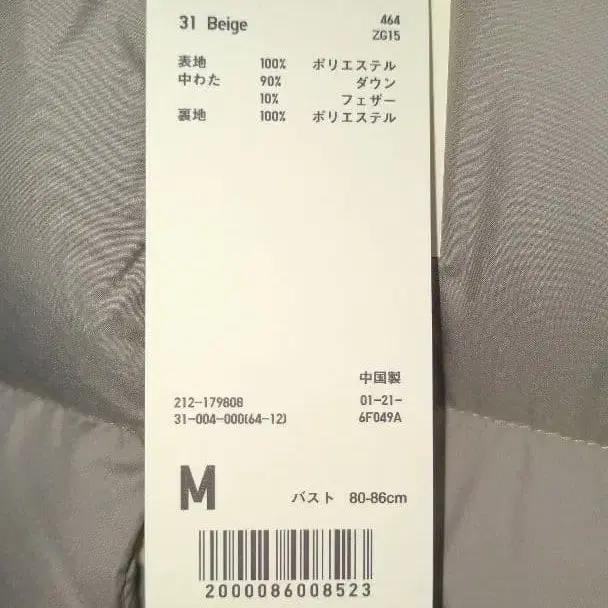 31 Beige 464
ZG15
表地 100% ポリエステル
中わた 90% ダウン
10% フェザー
裏地 100% ポリエステル
中国製
212-179808 01-21-
31-004-000(64-12) 6F049A
M バスト 80-86cm
2000086008523